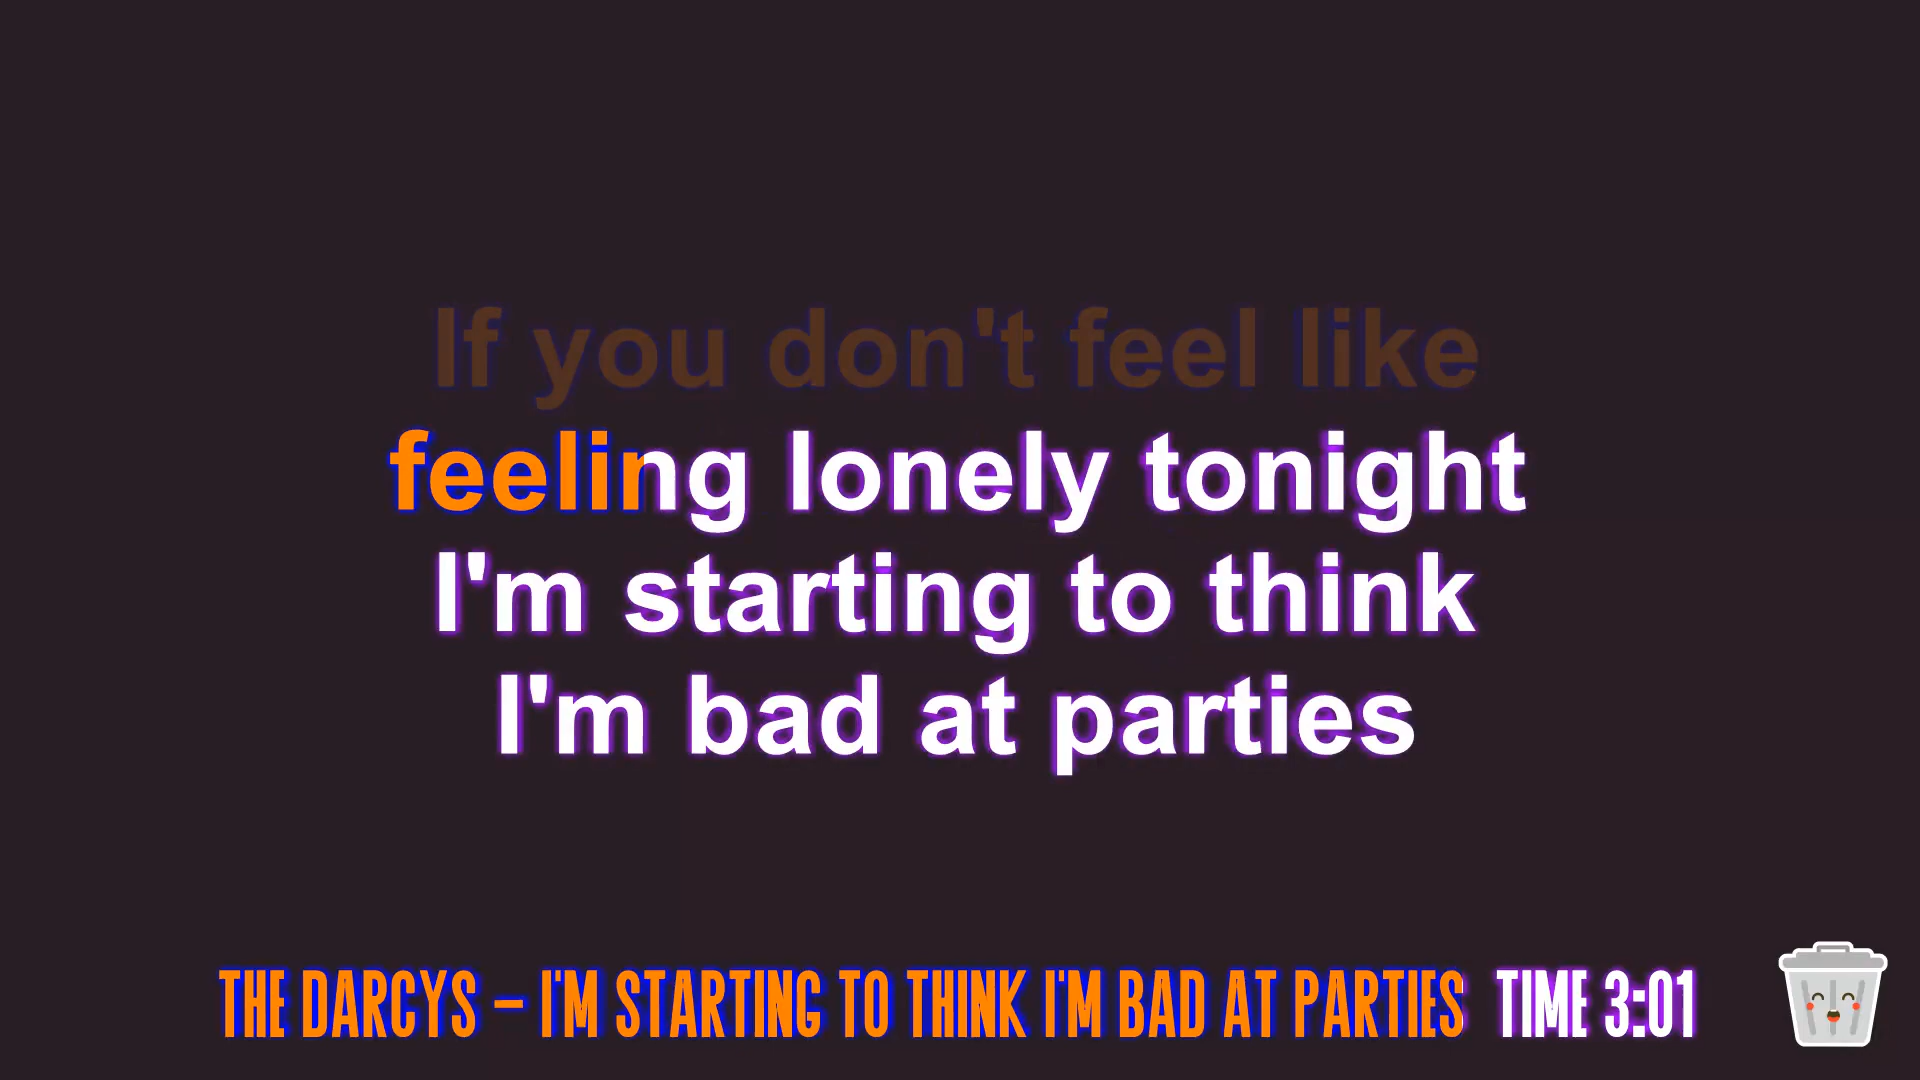 If you don't feel like
feeling lonely tonight
I'm starting to think
I'm bad at parties
THE DARCYS – I'M STARTING TO THINK I'M BAD AT PARTIES TIME 3:01